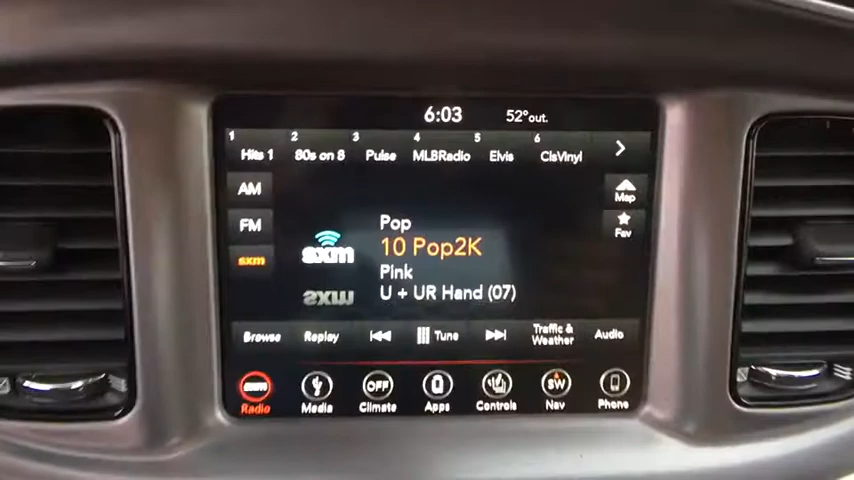 6:03 52°out.
1 2 3 4 5 6
Hits 1 80s on 8 Pulse MLBRadio Elvis ClsVinyl
AM
Map
FM
Fav
sxm
sxm
Pop
10 Pop2K
Pink
U + UR Hand (07)
Browse Replay Tune Traffic & Weather Audio
sxm OFF SW
Radio Media Climate Apps Controls Nav Phone